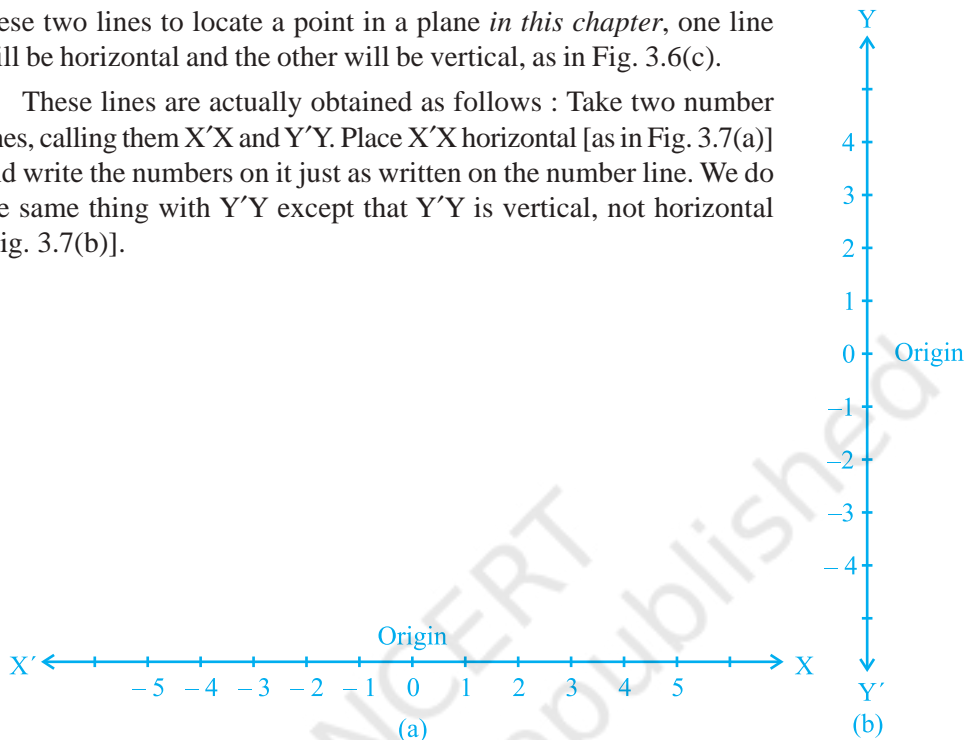 ese two lines to locate a point in a plane in this chapter, one line
ill be horizontal and the other will be vertical, as in Fig. 3.6(c).
These lines are actually obtained as follows : Take two number
nes, calling them X′X and Y′Y. Place X′X horizontal [as in Fig. 3.7(a)]
d write the numbers on it just as written on the number line. We do
e same thing with Y′Y except that Y′Y is vertical, not horizontal
ig. 3.7(b)].
Y
4
3
2
1
0 Origin
–1
–2
–3
– 4
Y′
(b)
Origin
X′ X
– 5 – 4 – 3 – 2 – 1 0 1 2 3 4 5
(a)
NCERT
published